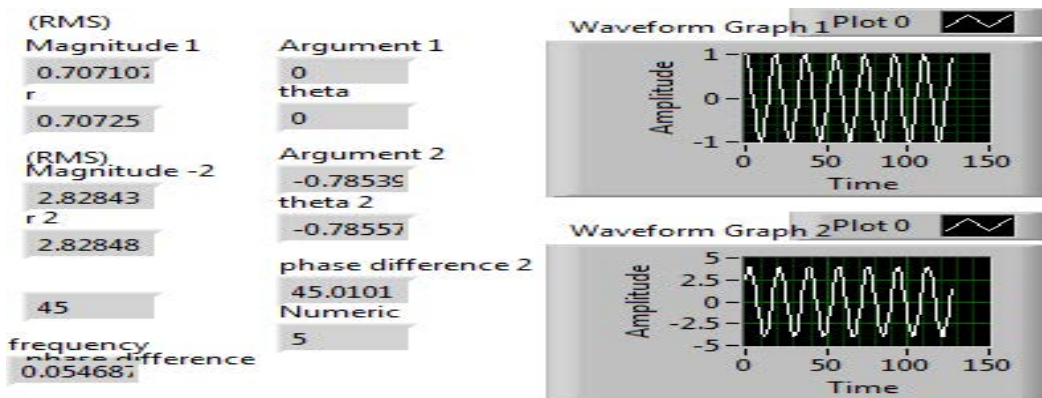 (RMS)
Magnitude 1
0.707107
r
0.70725
(RMS)
Magnitude -2
2.82843
r 2
2.82848
45
frequency
phase difference
0.054687
Argument 1
0
theta
0
Argument 2
-0.78539
theta 2
-0.78557
phase difference 2
45.0101
Numeric
5
Waveform Graph 1
Plot 0
Amplitude
1
0
-1
0 50 100 150
Time
Waveform Graph 2
Plot 0
Amplitude
5
2.5
0
-2.5
-5
0 50 100 150
Time